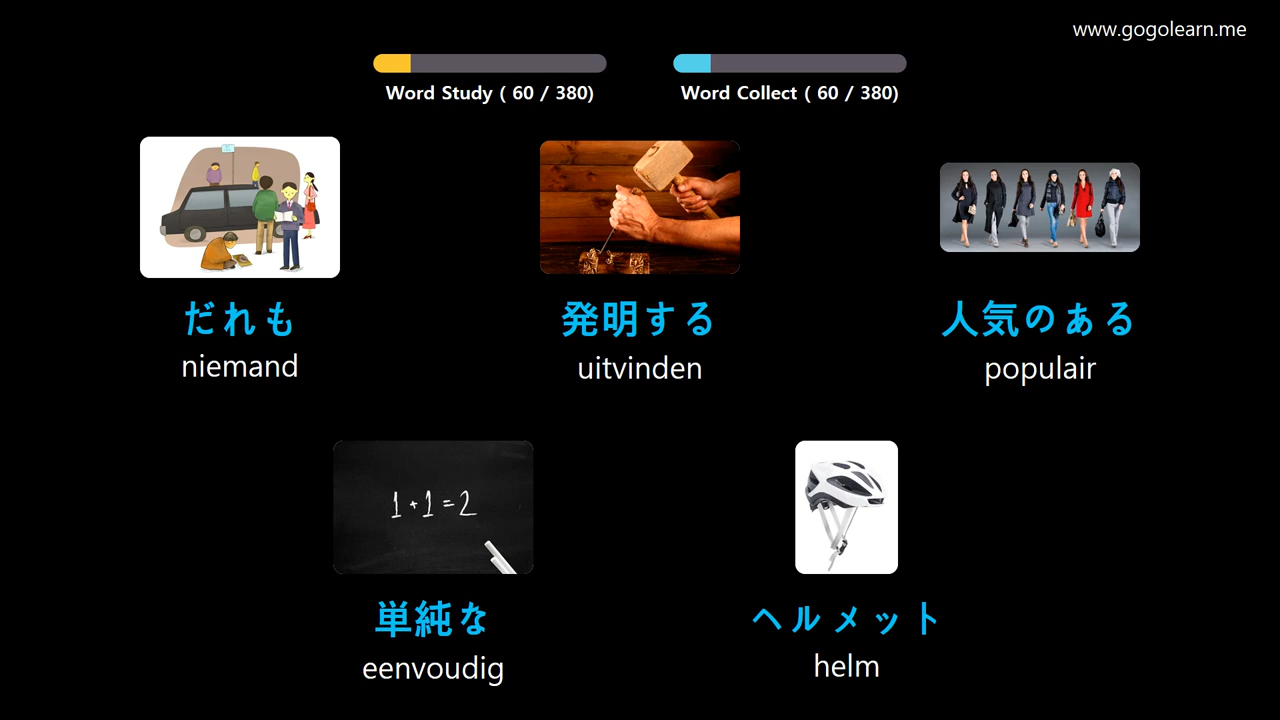 www.gogolearn.me
Word Study ( 60 / 380)
Word Collect ( 60 / 380)
だれも
niemand
発明する
uitvinden
人気のある
populair
1+1=2
単純な
eenvoudig
ヘルメット
helm